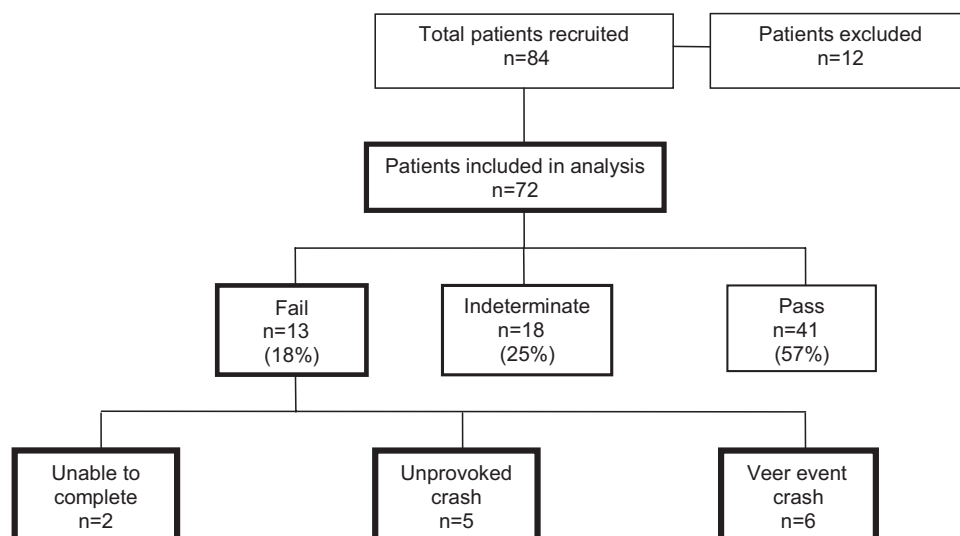 Total patients recruited
n=84
Patients excluded
n=12
Patients included in analysis
n=72
Fail
n=13
(18%)
Indeterminate
n=18
(25%)
Pass
n=41
(57%)
Unable to
complete
n=2
Unprovoked
crash
n=5
Veer event
crash
n=6